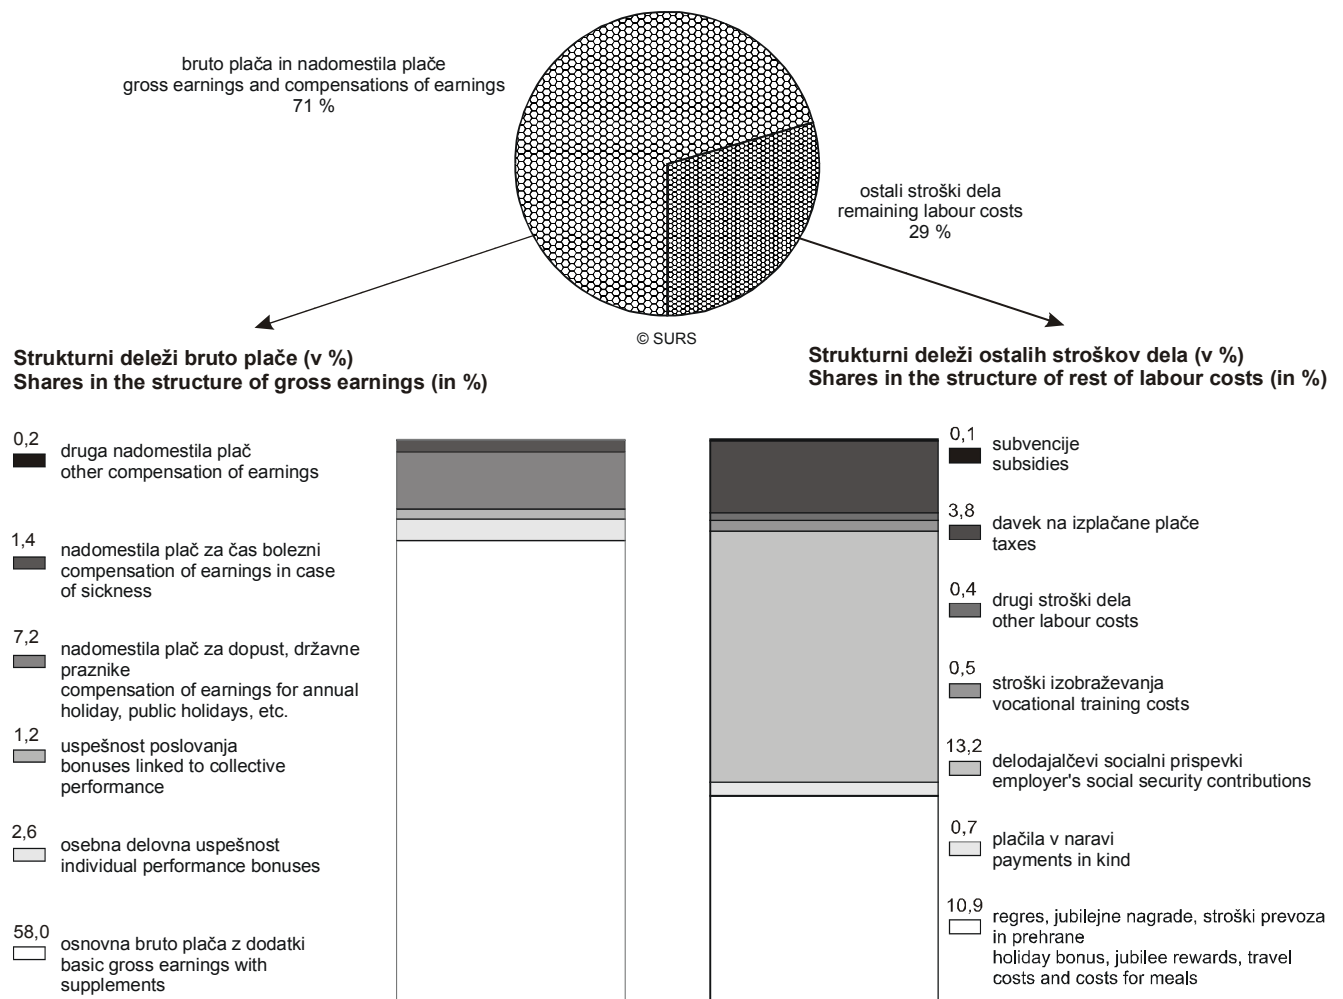 bruto plača in nadomestila plače
gross earnings and compensations of earnings
71 %
ostali stroški dela
remaining labour costs
29 %
© SURS
Strukturni deleži bruto plače (v %)
Shares in the structure of gross earnings (in %)
0,2
druga nadomestila plač
other compensation of earnings
1,4
nadomestila plač za čas bolezni
compensation of earnings in case
of sickness
7,2
nadomestila plač za dopust, državne
praznike
compensation of earnings for annual
holiday, public holidays, etc.
1,2
uspešnost poslovanja
bonuses linked to collective
performance
2,6
osebna delovna uspešnost
individual performance bonuses
58,0
osnovna bruto plača z dodatki
basic gross earnings with
supplements
Strukturni deleži ostalih stroškov dela (v %)
Shares in the structure of rest of labour costs (in %)
0,1
subvencije
subsidies
3,8
davek na izplačane plače
taxes
0,4
drugi stroški dela
other labour costs
0,5
stroški izobraževanja
vocational training costs
13,2
delodajalčevi socialni prispevki
employer's social security contributions
0,7
plačila v naravi
payments in kind
10,9
regres, jubilejne nagrade, stroški prevoza
in prehrane
holiday bonus, jubilee rewards, travel
costs and costs for meals